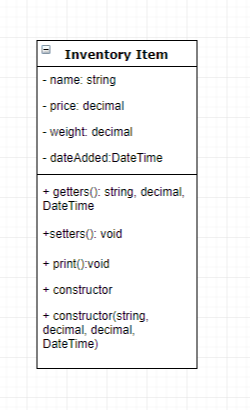 Inventory Item
- name: string
- price: decimal
- weight: decimal
- dateAdded:DateTime
+ getters(): string, decimal,
DateTime
+setters(): void
+ print():void
+ constructor
+ constructor(string,
decimal, decimal,
DateTime)